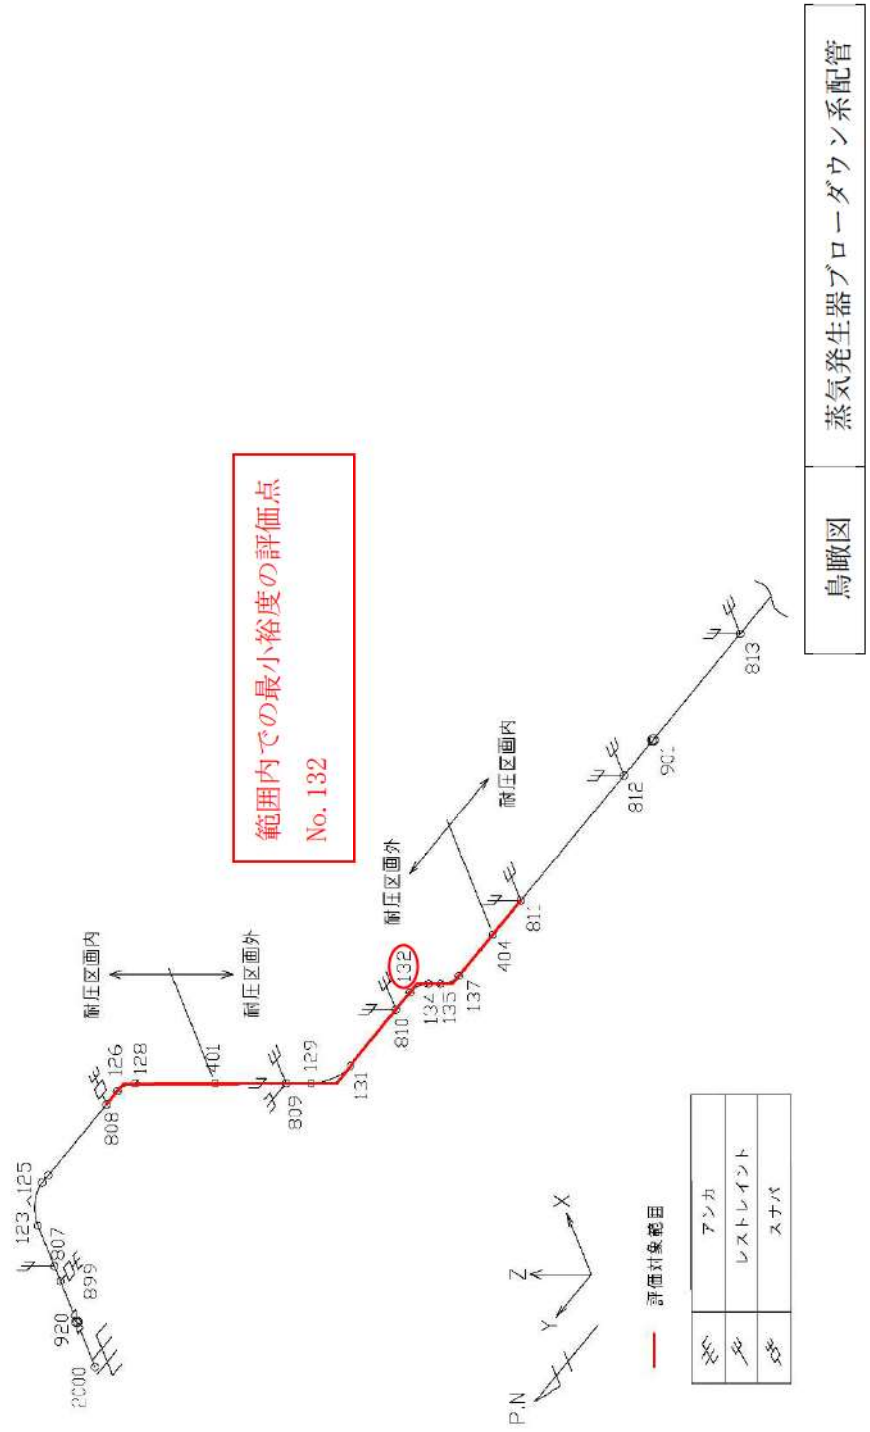 2000
920
899
807
123~125
808
126
128
耐圧区画内
耐圧区画外
401
809
129
131
範囲内での最小裕度の評価点
No. 132
810
132
134
135
137
耐圧区画外
耐圧区画内
404
811
812
901
813
P.N
Z
Y
X
評価対象範囲
アンカ
レストレイント
スナバ
鳥瞰図
蒸気発生器ブローダウン系配管